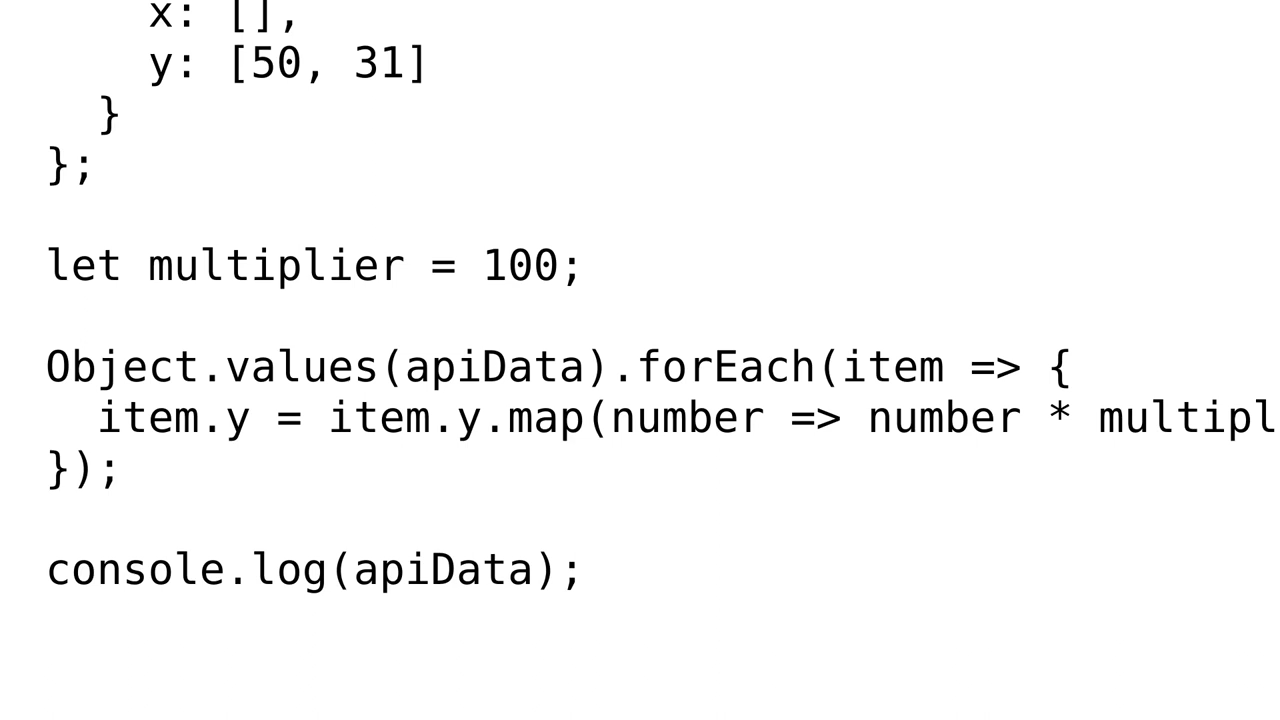 x: [],
y: [50, 31]
}
};
let multiplier = 100;
Object.values(apiData).forEach(item => {
item.y = item.y.map(number => number * multipl
});
console.log(apiData);